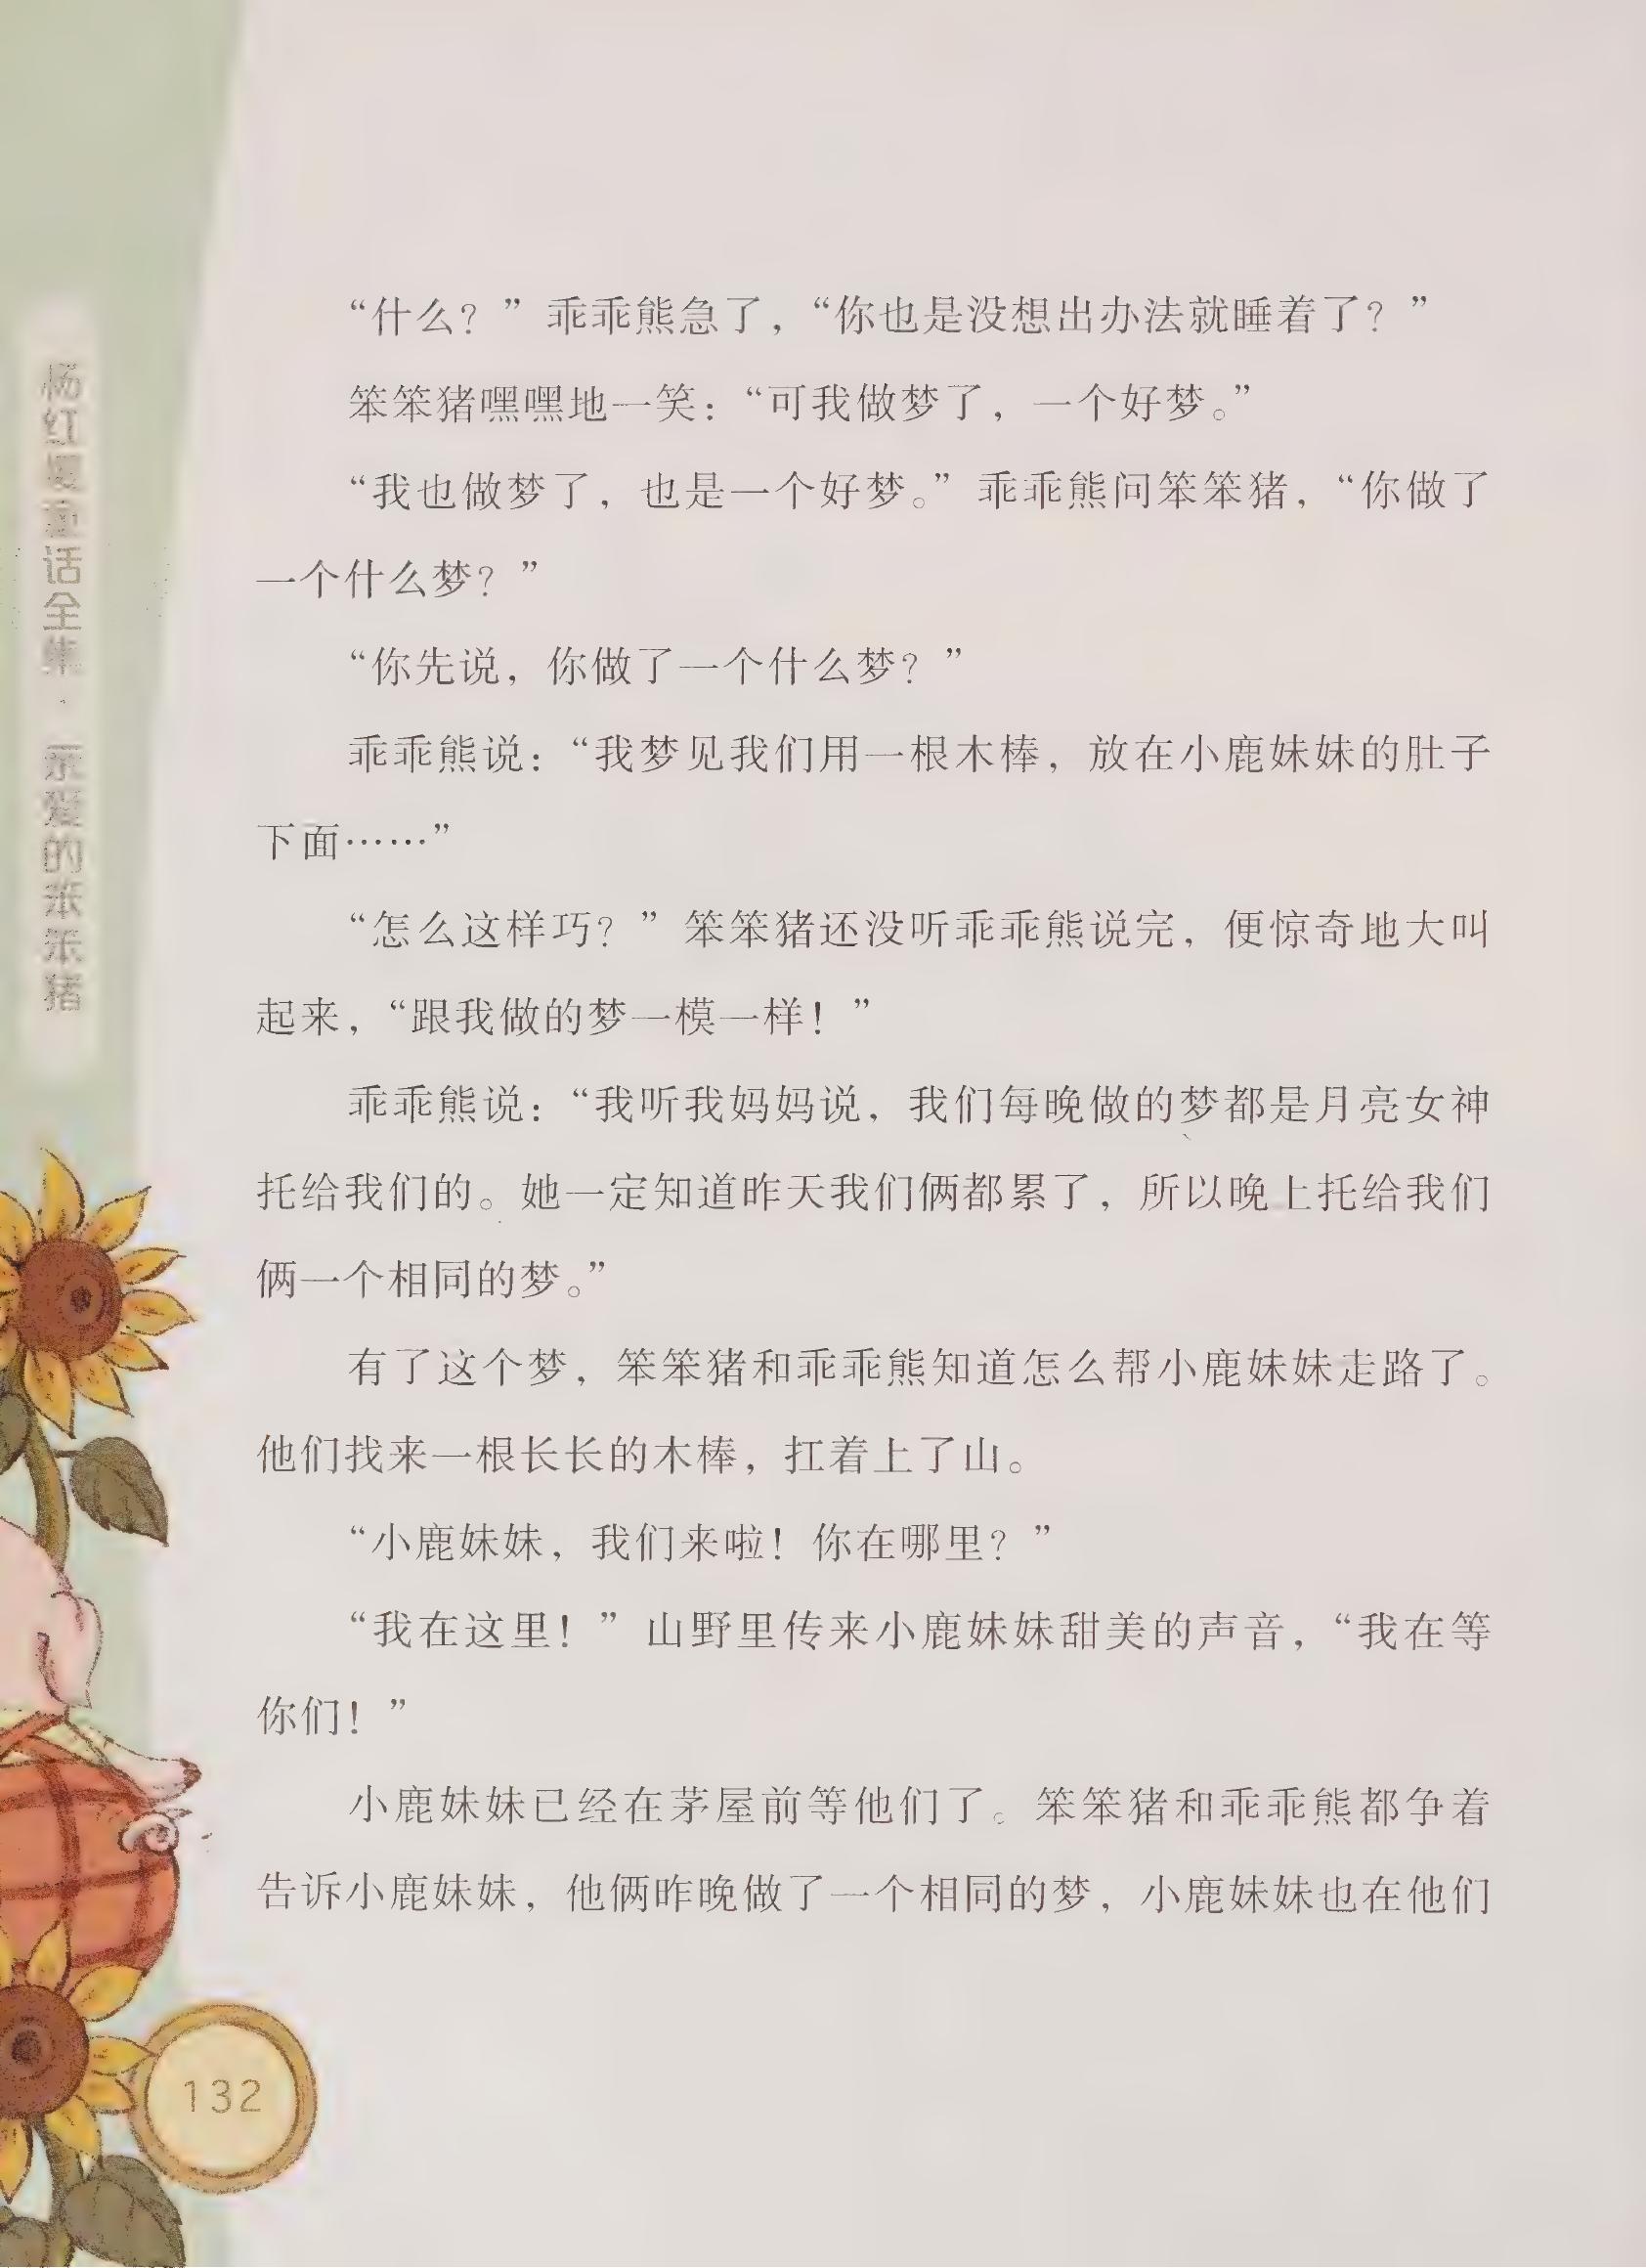 杨红樱童话全集·亲爱的笨笨猪
“什么？”乖乖熊急了，“你也是没想出办法就睡着了？”
笨笨猪嘿嘿地一笑：“可我做梦了，一个好梦。”
“我也做梦了，也是一个好梦。”乖乖熊问笨笨猪，“你做了
一个什么梦？”
“你先说，你做了一个什么梦？”
乖乖熊说：“我梦见我们用一根木棒，放在小鹿妹妹的肚子
下面……”
“怎么这样巧？”笨笨猪还没听乖乖熊说完，便惊奇地大叫
起来，“跟我做的梦一模一样！”
乖乖熊说：“我听我妈妈说，我们每晚做的梦都是月亮女神
托给我们的。她一定知道昨天我们俩都累了，所以晚上托给我们
俩一个相同的梦。”
有了这个梦，笨笨猪和乖乖熊知道怎么帮小鹿妹妹走路了。
他们找来一根长长的木棒，扛着上了山。
“小鹿妹妹，我们来啦！你在哪里？”
“我在这里！”山野里传来小鹿妹妹甜美的声音，“我在等
你们！”
小鹿妹妹已经在茅屋前等他们了。笨笨猪和乖乖熊都争着
告诉小鹿妹妹，他俩昨晚做了一个相同的梦，小鹿妹妹也在他们
132